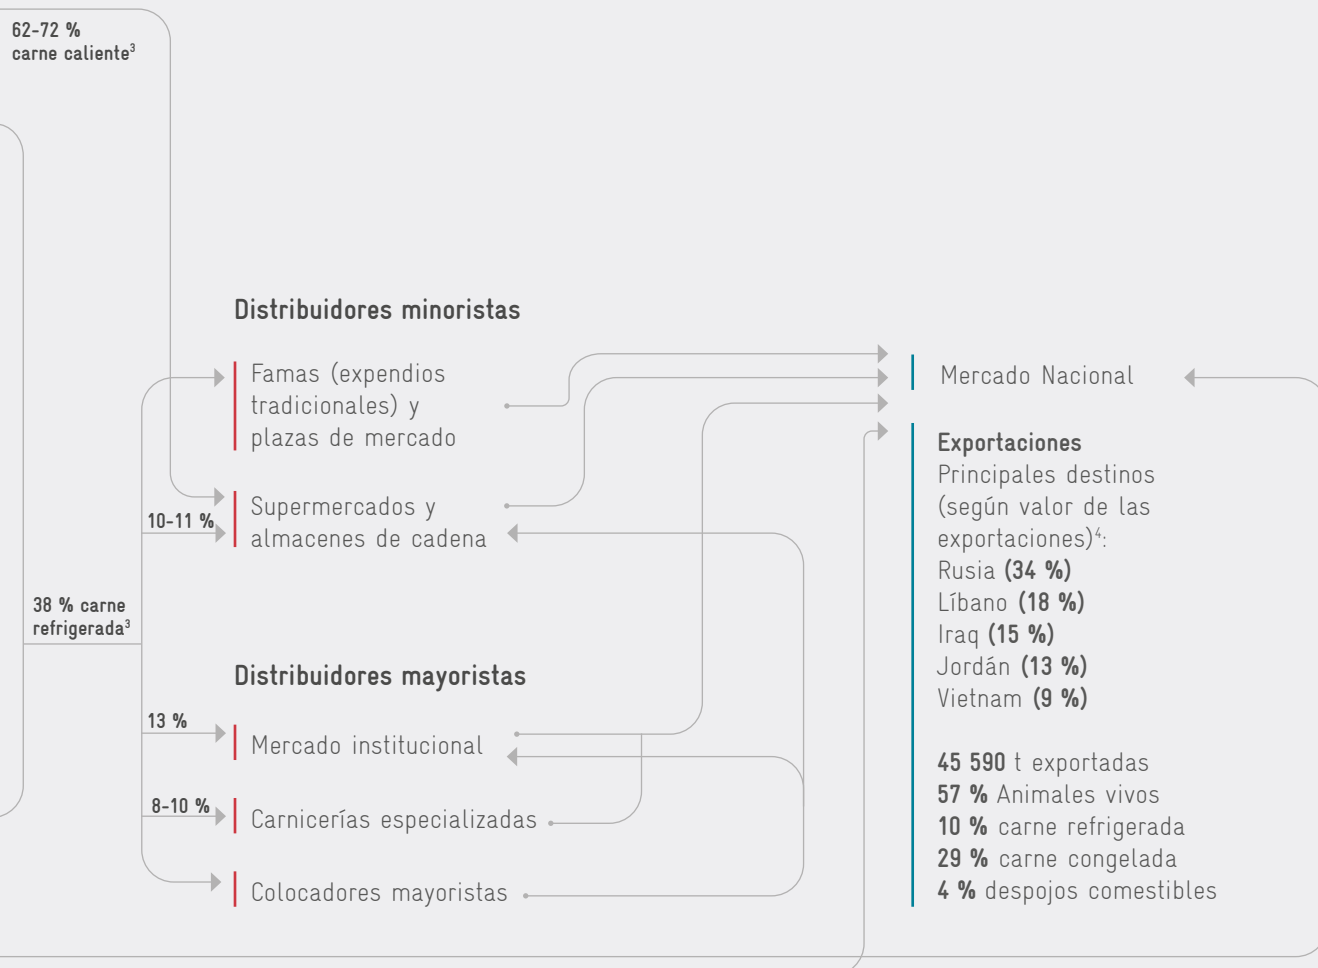 62-72 %
carne caliente³
Distribuidores minoristas
Famas (expendios
tradicionales) y
plazas de mercado
10-11 %
Supermercados y
almacenes de cadena
38 % carne
refrigerada³
Distribuidores mayoristas
13 %
Mercado institucional
8-10 %
Carnicerías especializadas
Colocadores mayoristas
Mercado Nacional
Exportaciones
Principales destinos
(según valor de las
exportaciones)⁴:
Rusia (34 %)
Líbano (18 %)
Iraq (15 %)
Jordán (13 %)
Vietnam (9 %)
45 590 t exportadas
57 % Animales vivos
10 % carne refrigerada
29 % carne congelada
4 % despojos comestibles